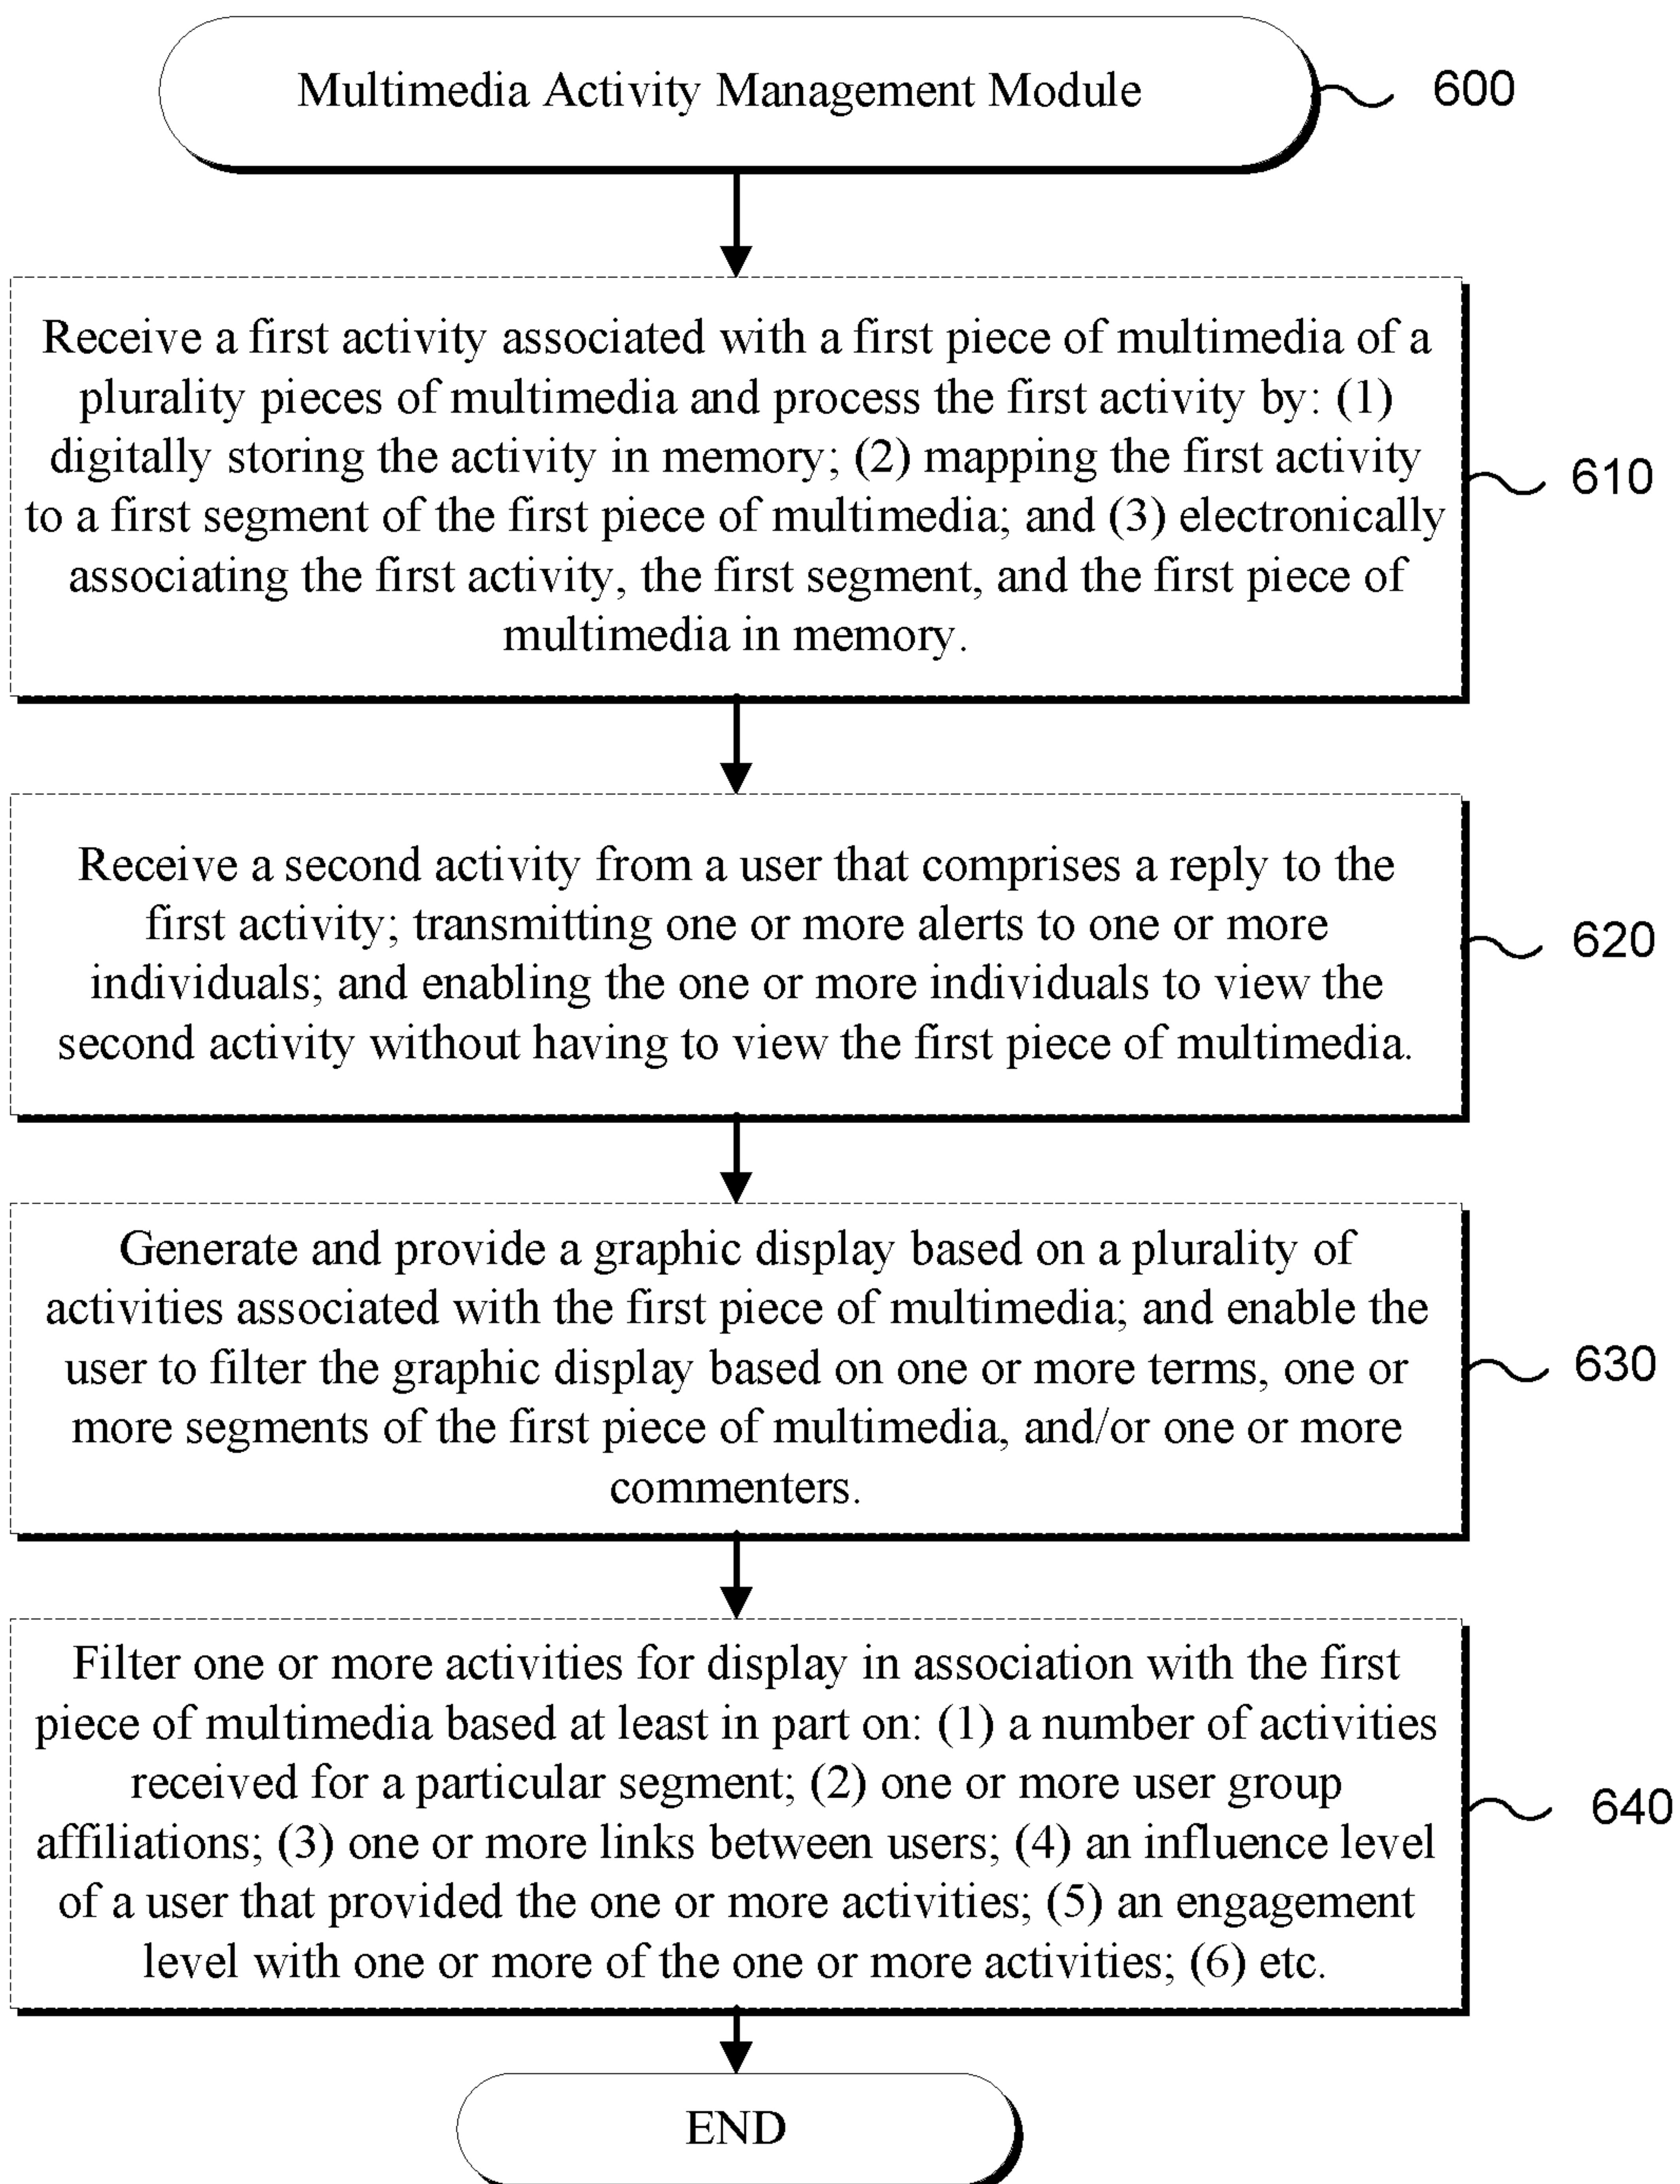 Multimedia Activity Management Module
600
Receive a first activity associated with a first piece of multimedia of a
plurality pieces of multimedia and process the first activity by: (1)
digitally storing the activity in memory; (2) mapping the first activity
to a first segment of the first piece of multimedia; and (3) electronically
associating the first activity, the first segment, and the first piece of
multimedia in memory.
610
Receive a second activity from a user that comprises a reply to the
first activity; transmitting one or more alerts to one or more
individuals; and enabling the one or more individuals to view the
second activity without having to view the first piece of multimedia.
620
Generate and provide a graphic display based on a plurality of
activities associated with the first piece of multimedia; and enable the
user to filter the graphic display based on one or more terms, one or
more segments of the first piece of multimedia, and/or one or more
commenters.
630
Filter one or more activities for display in association with the first
piece of multimedia based at least in part on: (1) a number of activities
received for a particular segment; (2) one or more user group
affiliations; (3) one or more links between users; (4) an influence level
of a user that provided the one or more activities; (5) an engagement
level with one or more of the one or more activities; (6) etc.
640
END